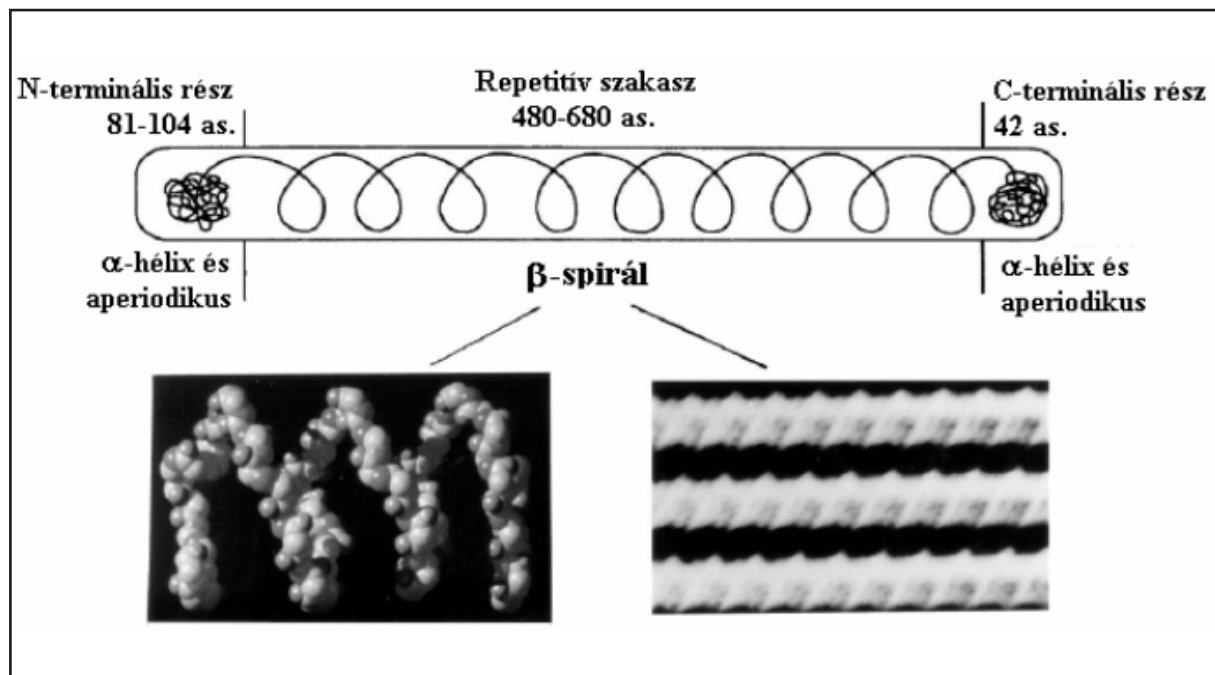 N-terminális rész
81-104 as.
Repetitív szakasz
480-680 as.
C-terminális rész
42 as.
α-hélix és
aperiodikus
β-spirál
α-hélix és
aperiodikus